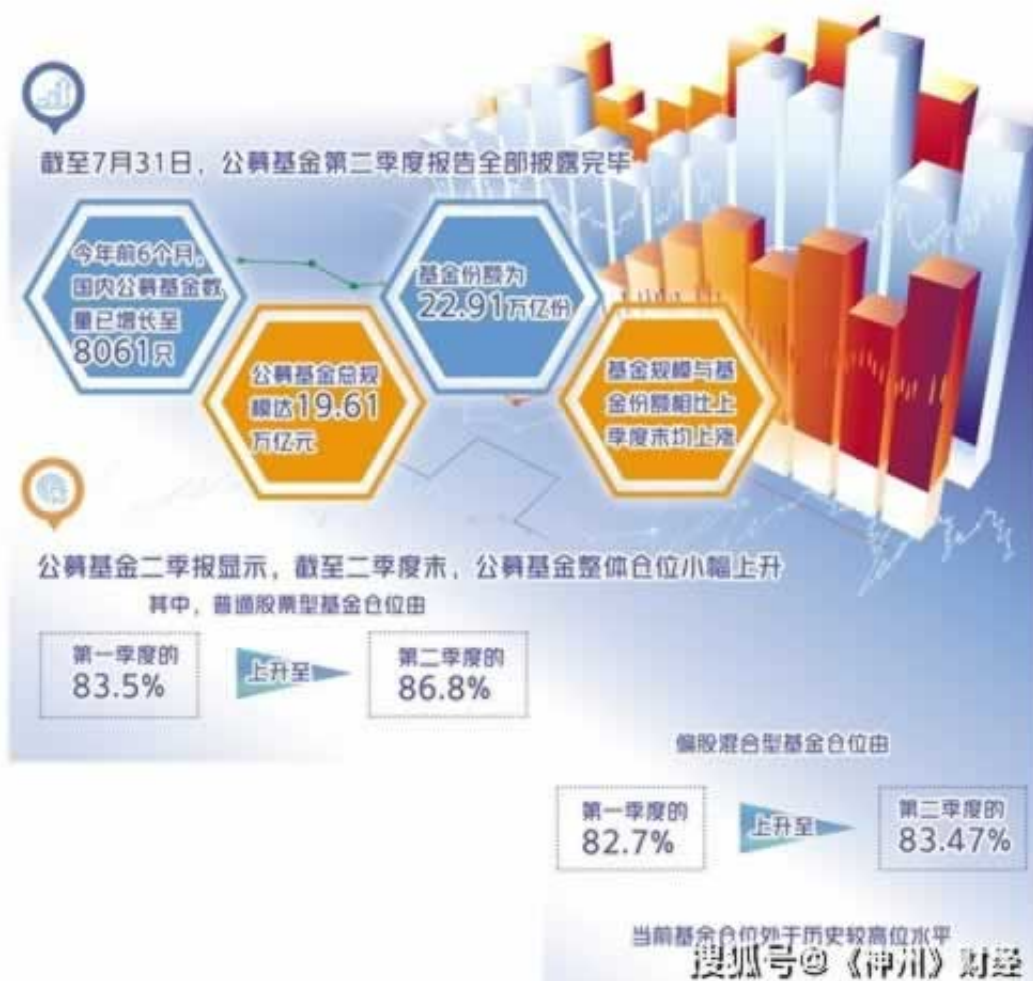 截至7月31日，公募基金第二季度报告全部披露完毕
今年前6个月，
国内公募基金数
量已增长至
8061只
公募基金总规
模达19.61
万亿元
基金份额为
22.91万亿份
基金规模与基
金份额相比上
季度末均上涨
公募基金二季报显示，截至二季度末，公募基金整体仓位小幅上升
其中，普通股票型基金仓位由
第一季度的
83.5%
上升至
第二季度的
86.8%
偏股混合型基金仓位由
第一季度的
82.7%
上升至
第二季度的
83.47%
当前基金仓位处于历史较高位水平
搜狐号@《神州》财经